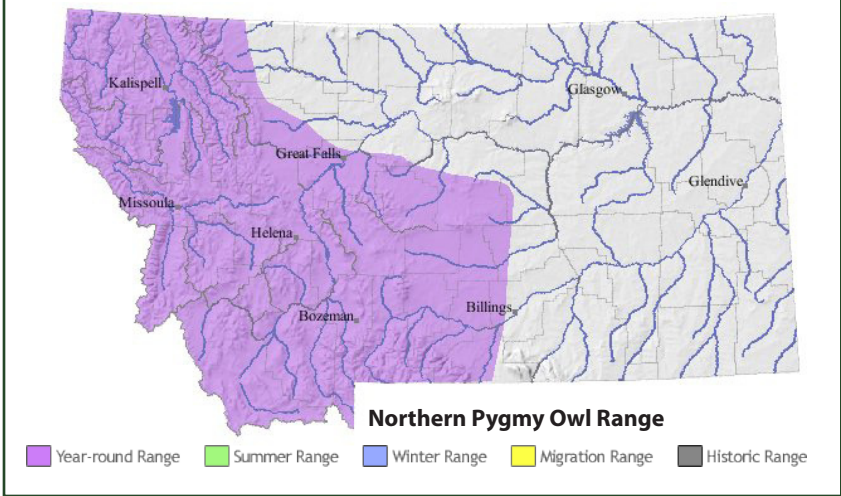 Kalispell
Glasgow
Great Falls
Glendive
Missoula
Helena
Billings
Bozeman
Northern Pygmy Owl Range
Year-round Range Summer Range Winter Range Migration Range Historic Range